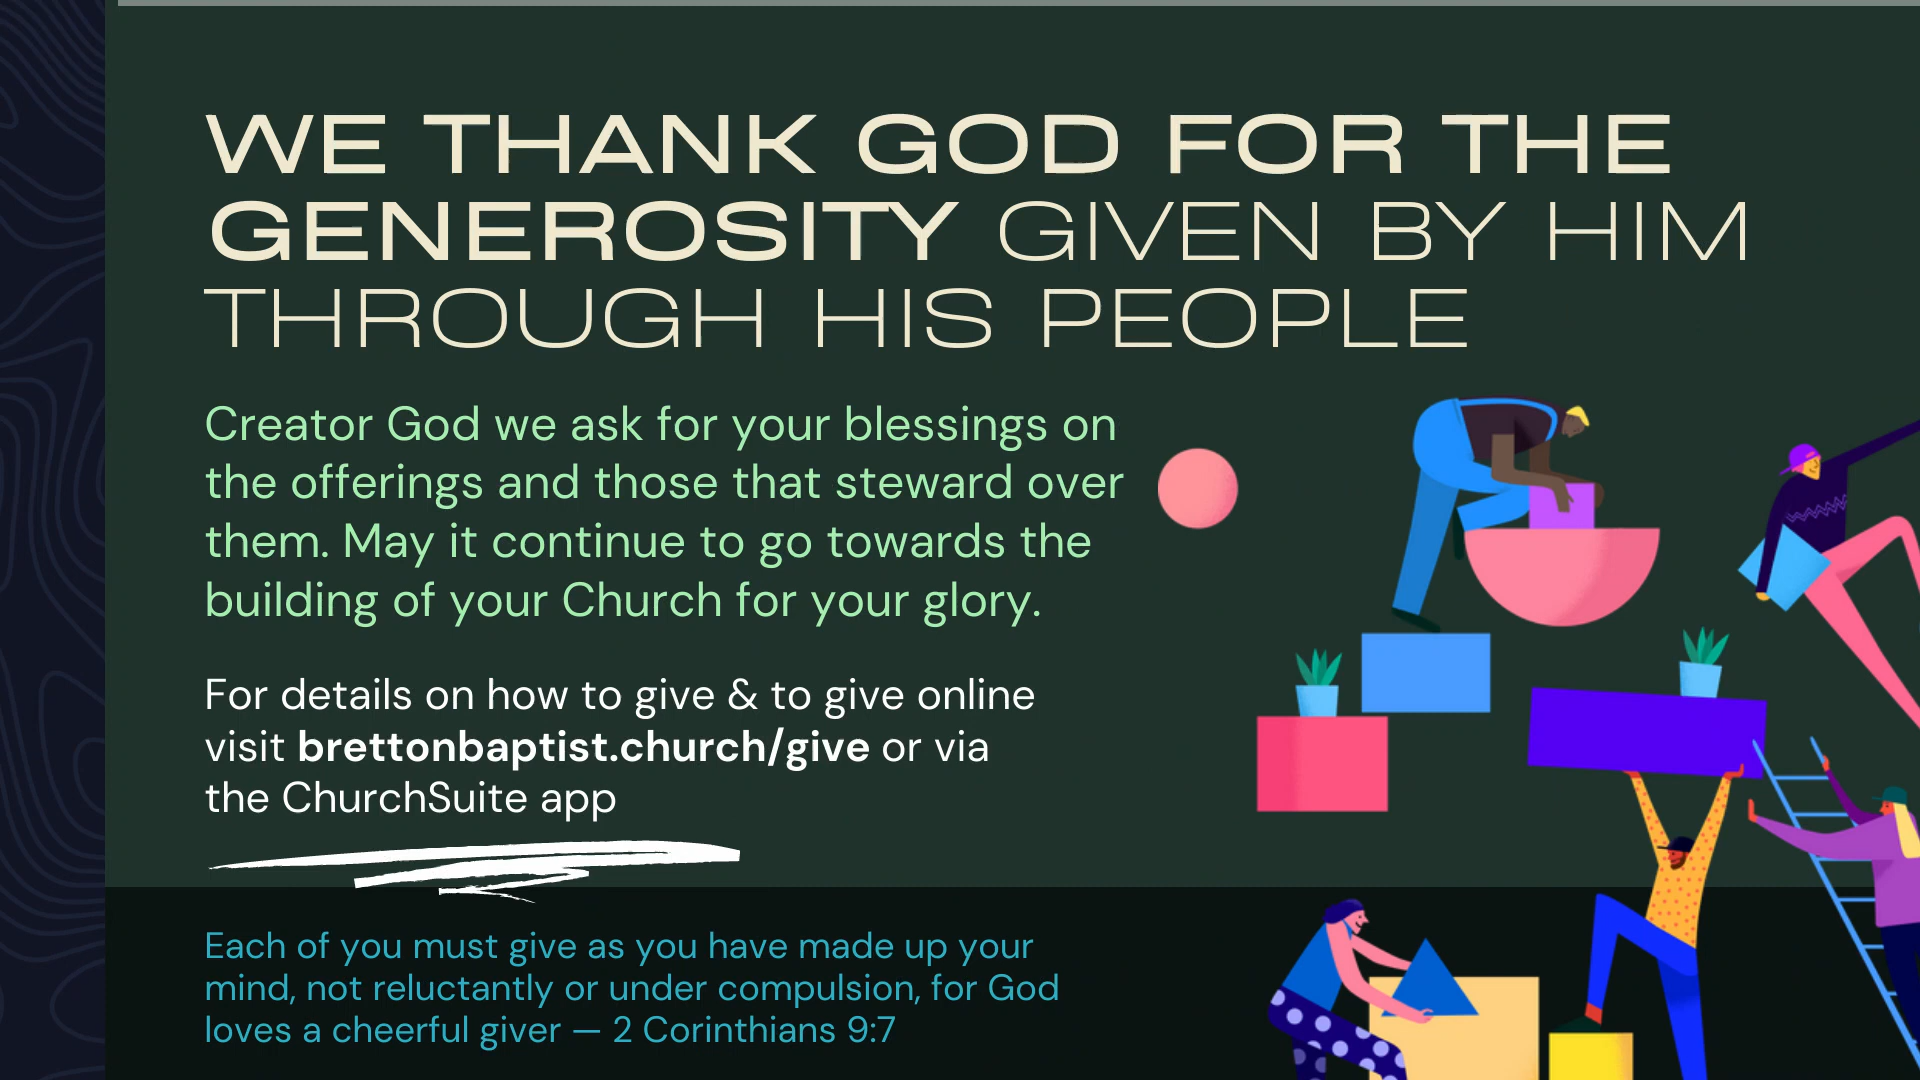 WE THANK GOD FOR THE
GENEROSITY GIVEN BY HIM
THROUGH HIS PEOPLE
Creator God we ask for your blessings on
the offerings and those that steward over
them. May it continue to go towards the
building of your Church for your glory.
For details on how to give & to give online
visit brettonbaptist.church/give or via
the ChurchSuite app
Each of you must give as you have made up your
mind, not reluctantly or under compulsion, for God
loves a cheerful giver — 2 Corinthians 9:7